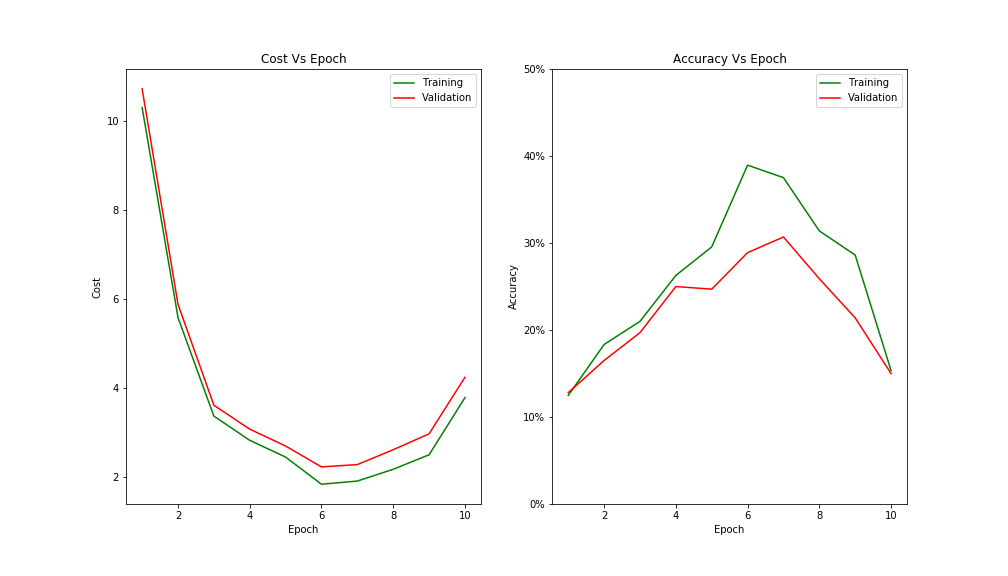 Cost Vs Epoch
Training
Validation
10
8
6
4
2
Cost
2
4
6
8
10
Epoch
Accuracy Vs Epoch
Training
Validation
50%
40%
30%
20%
10%
0%
Accuracy
2
4
6
8
10
Epoch